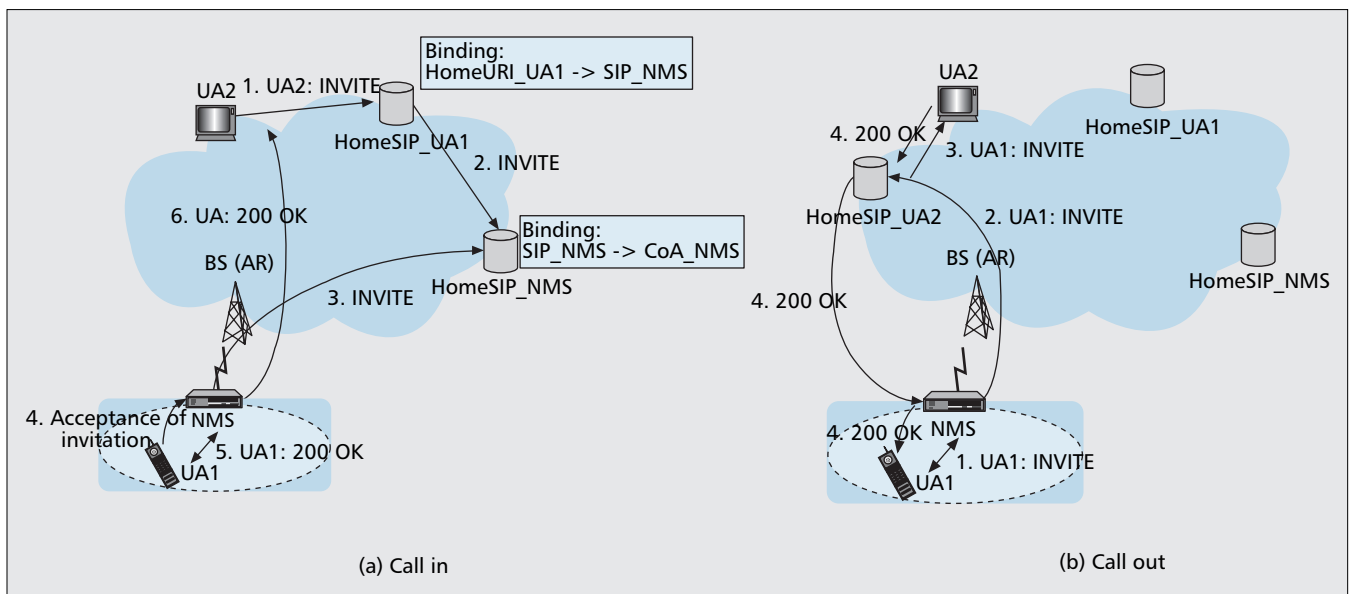 Binding:
HomeURI_UA1 -> SIP_NMS
UA2
1. UA2: INVITE
HomeSIP_UA1
2. INVITE
6. UA: 200 OK
Binding:
SIP_NMS -> CoA_NMS
BS (AR)
HomeSIP_NMS
3. INVITE
4. Acceptance of
invitation
NMS
5. UA1: 200 OK
UA1
(a) Call in
UA2
HomeSIP_UA1
4. 200 OK
3. UA1: INVITE
HomeSIP_UA2
2. UA1: INVITE
BS (AR)
HomeSIP_NMS
4. 200 OK
4. 200 OK
NMS
1. UA1: INVITE
UA1
(b) Call out